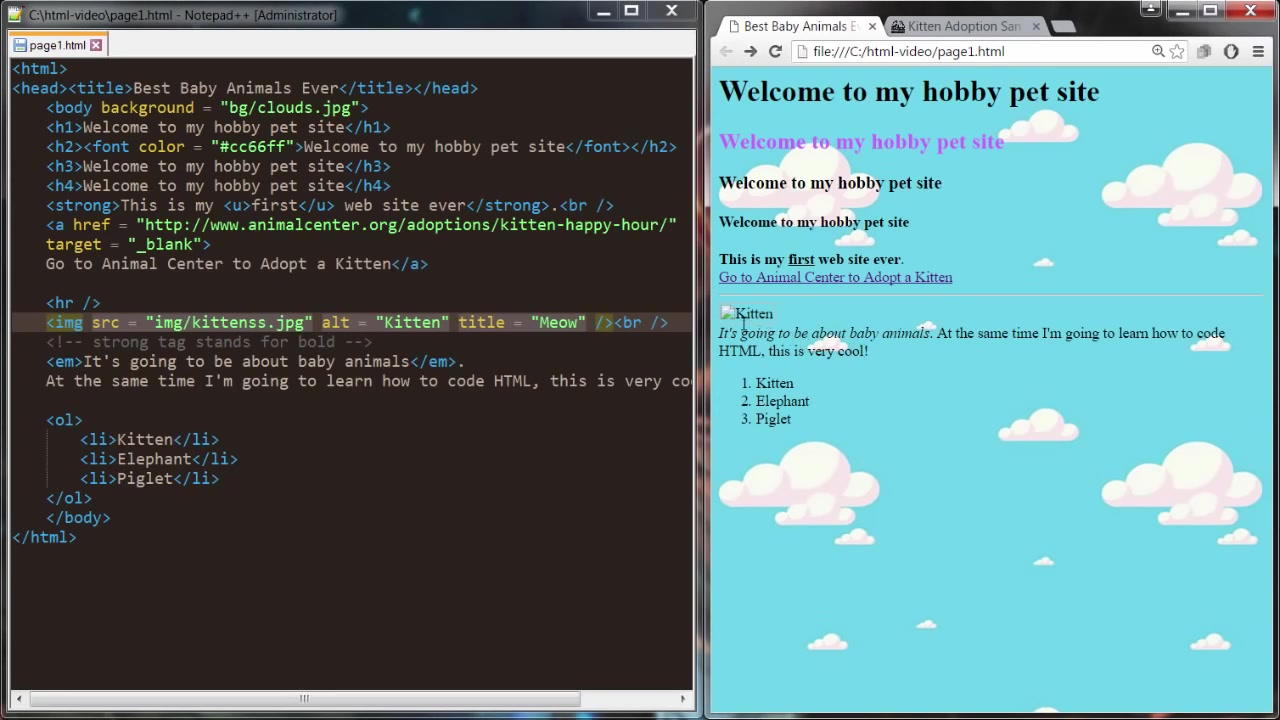 C:\html-video\page1.html - Notepad++ [Administrator]
page1.html
<html>
<head><title>Best Baby Animals Ever</title></head>
<body background = "bg/clouds.jpg">
<h1>Welcome to my hobby pet site</h1>
<h2><font color = "#cc66ff">Welcome to my hobby pet site</font></h2>
<h3>Welcome to my hobby pet site</h3>
<h4>Welcome to my hobby pet site</h4>
<strong>This is my <u>first</u> web site ever</strong>.<br />
<a href = "http://www.animalcenter.org/adoptions/kitten-happy-hour/"
target = "_blank">
Go to Animal Center to Adopt a Kitten</a>
<hr />
<img src = "img/kittenss.jpg" alt = "Kitten" title = "Meow" /><br />
<!-- strong tag stands for bold -->
<em>It's going to be about baby animals</em>.
At the same time I'm going to learn how to code HTML, this is very co
<ol>
<li>Kitten</li>
<li>Elephant</li>
<li>Piglet</li>
</ol>
</body>
</html>
Best Baby Animals E
Kitten Adoption San
file:///C:/html-video/page1.html
Welcome to my hobby pet site
Welcome to my hobby pet site
Welcome to my hobby pet site
Welcome to my hobby pet site
This is my first web site ever.
Go to Animal Center to Adopt a Kitten
Kitten
It's going to be about baby animals. At the same time I'm going to learn how to code
HTML, this is very cool!
1. Kitten
2. Elephant
3. Piglet